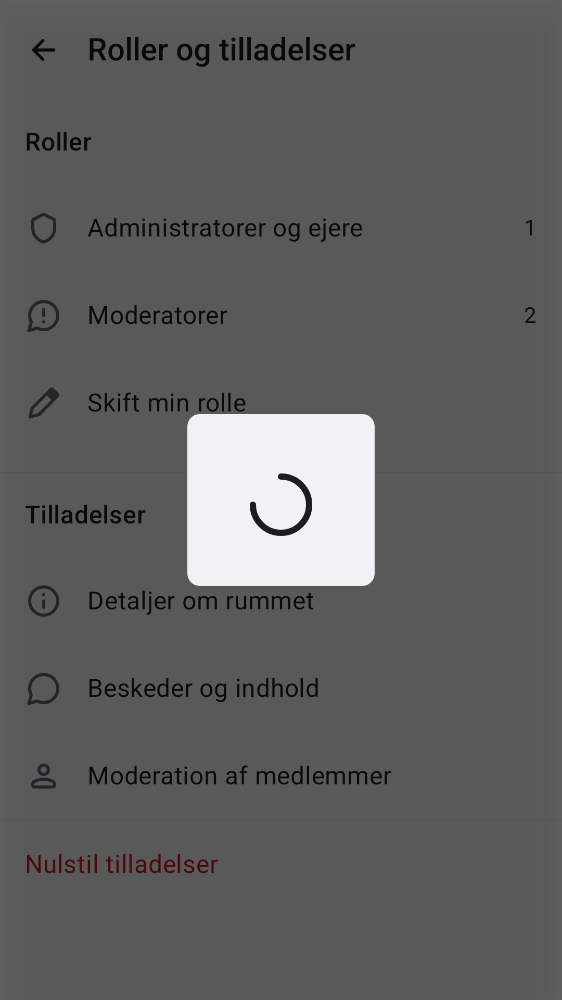 Roller og tilladelser
Roller
Administratorer og ejere 1
Moderatorer 2
Skift min rolle
Tilladelser
Detaljer om rummet
Beskeder og indhold
Moderation af medlemmer
Nulstil tilladelser